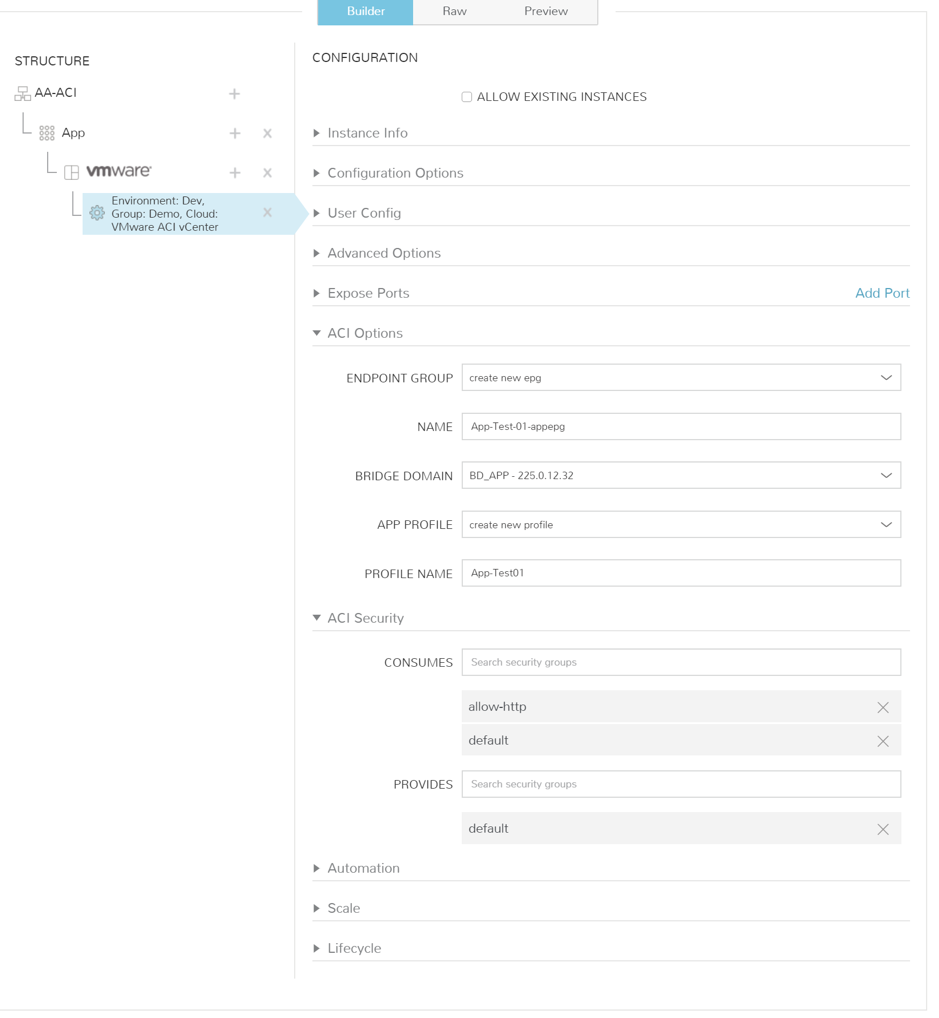 Builder Raw Preview
STRUCTURE
AA-ACI
App
vmware®
Environment: Dev,
Group: Demo, Cloud:
VMware ACI vCenter
CONFIGURATION
ALLOW EXISTING INSTANCES
Instance Info
Configuration Options
User Config
Advanced Options
Expose Ports Add Port
ACI Options
ENDPOINT GROUP create new epg
NAME App-Test-01-appepg
BRIDGE DOMAIN BD_APP - 225.0.12.32
APP PROFILE create new profile
PROFILE NAME App-Test01
ACI Security
CONSUMES Search security groups
allow-http
default
PROVIDES Search security groups
default
Automation
Scale
Lifecycle